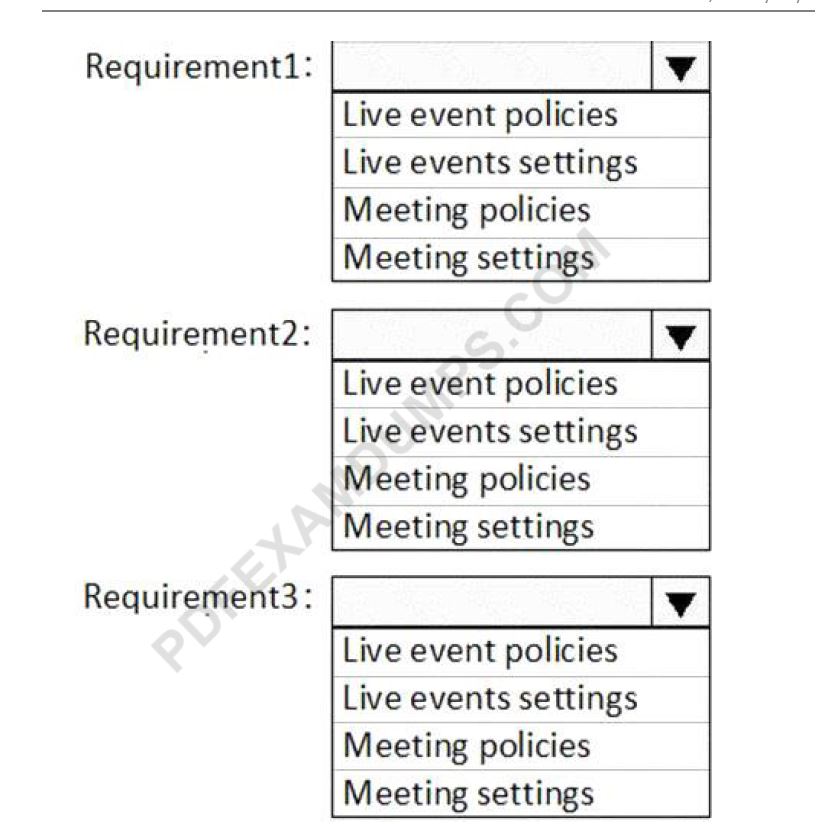 Requirement1:
Live event policies
Live events settings
Meeting policies
Meeting settings
Requirement2:
Live event policies
Live events settings
Meeting policies
Meeting settings
Requirement3:
Live event policies
Live events settings
Meeting policies
Meeting settings
PDFEXAMDUMPS.COM